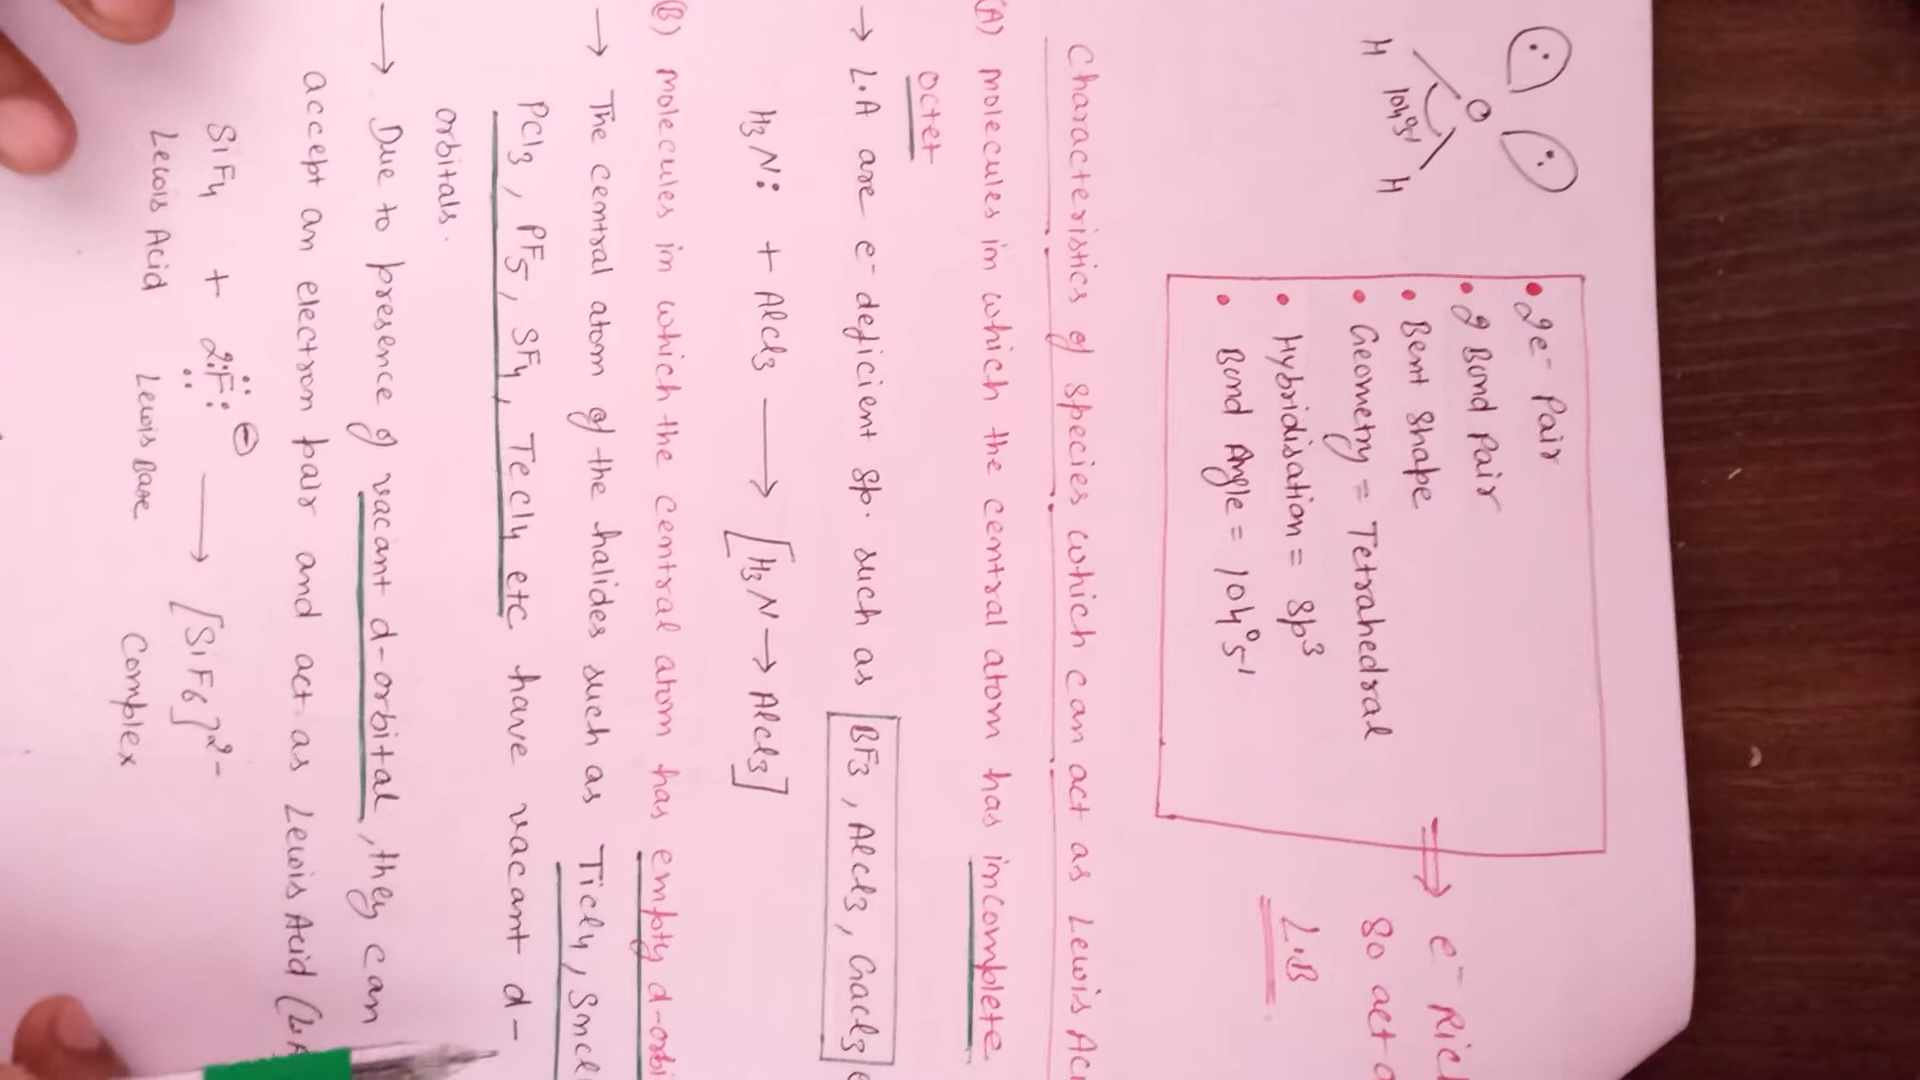 O
H 104°5' H
• 2e⁻ Pair
• 2 Bond Pair
• Bent Shape
• Geometry = Tetrahedral
• Hybridisation = Sp³
• Bond Angle = 104°5'
⇒ e⁻ Ric
So act a
L.B
Characteristics of species which can act as Lewis Aci
(A) molecules in which the central atom has incomplete
octet
→ L.A are e⁻ deficient sp. such as BF3, AlCl3, GaCl3 e
H3N: + AlCl3 → [H3N → AlCl3]
(B) molecules in which the central atom has empty d-orbi
→ The central atom of the halides such as TiCl4, SnCl
PCl3, PF5, SF4, TeCl4 etc have vacant d-
orbitals.
→ Due to presence of vacant d-orbital, they can
accept an electron pair and act as Lewis Acid (L.A
SiF4 + 2:F:⊖ → [SiF6]²⁻
Lewis Acid Lewis Base Complex